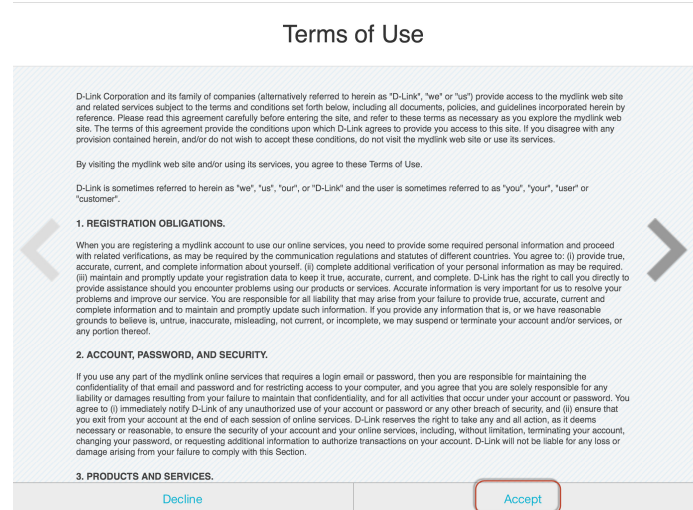 Terms of Use
D-Link Corporation and its family of companies (alternatively referred to herein as "D-Link", "we" or "us") provide access to the mydlink web site
and related services subject to the terms and conditions set forth below, including all documents, policies, and guidelines incorporated herein by
reference. Please read this agreement carefully before entering the site, and refer to these terms as necessary as you explore the mydlink web
site. The terms of this agreement provide the conditions upon which D-Link agrees to provide you access to this site. If you disagree with any
provision contained herein, and/or do not wish to accept these conditions, do not visit the mydlink web site or use its services.
By visiting the mydlink web site and/or using its services, you agree to these Terms of Use.
D-Link is sometimes referred to herein as "we", "us", "our", or "D-Link" and the user is sometimes referred to as "you", "your", "user" or
"customer".
1. REGISTRATION OBLIGATIONS.
When you are registering a mydlink account to use our online services, you need to provide some required personal information and proceed
with related verifications, as may be required by the communication regulations and statutes of different countries. You agree to: (i) provide true,
accurate, current, and complete information about yourself. (ii) complete additional verification of your personal information as may be required.
(iii) maintain and promptly update your registration data to keep it true, accurate, current, and complete. D-Link has the right to call you directly to
provide assistance should you encounter problems using our products or services. Accurate information is very important for us to resolve your
problems and improve our service. You are responsible for all liability that may arise from your failure to provide true, accurate, current and
complete information and to maintain and promptly update such information. If you provide any information that is, or we have reasonable
grounds to believe is, untrue, inaccurate, misleading, not current, or incomplete, we may suspend or terminate your account and/or services, or
any portion thereof.
2. ACCOUNT, PASSWORD, AND SECURITY.
If you use any part of the mydlink online services that requires a login email or password, then you are responsible for maintaining the
confidentiality of that email and password and for restricting access to your computer, and you agree that you are solely responsible for any
liability or damages resulting from your failure to maintain that confidentiality, and for all activities that occur under your account or password. You
agree to (i) immediately notify D-Link of any unauthorized use of your account or password or any other breach of security, and (ii) ensure that
you exit from your account at the end of each session of online services. D-Link reserves the right to take any and all action, as it deems
necessary or reasonable, to ensure the security of your account and your online services, including, without limitation, terminating your account,
changing your password, or requesting additional information to authorize transactions on your account. D-Link will not be liable for any loss or
damage arising from your failure to comply with this Section.
3. PRODUCTS AND SERVICES.
Decline
Accept